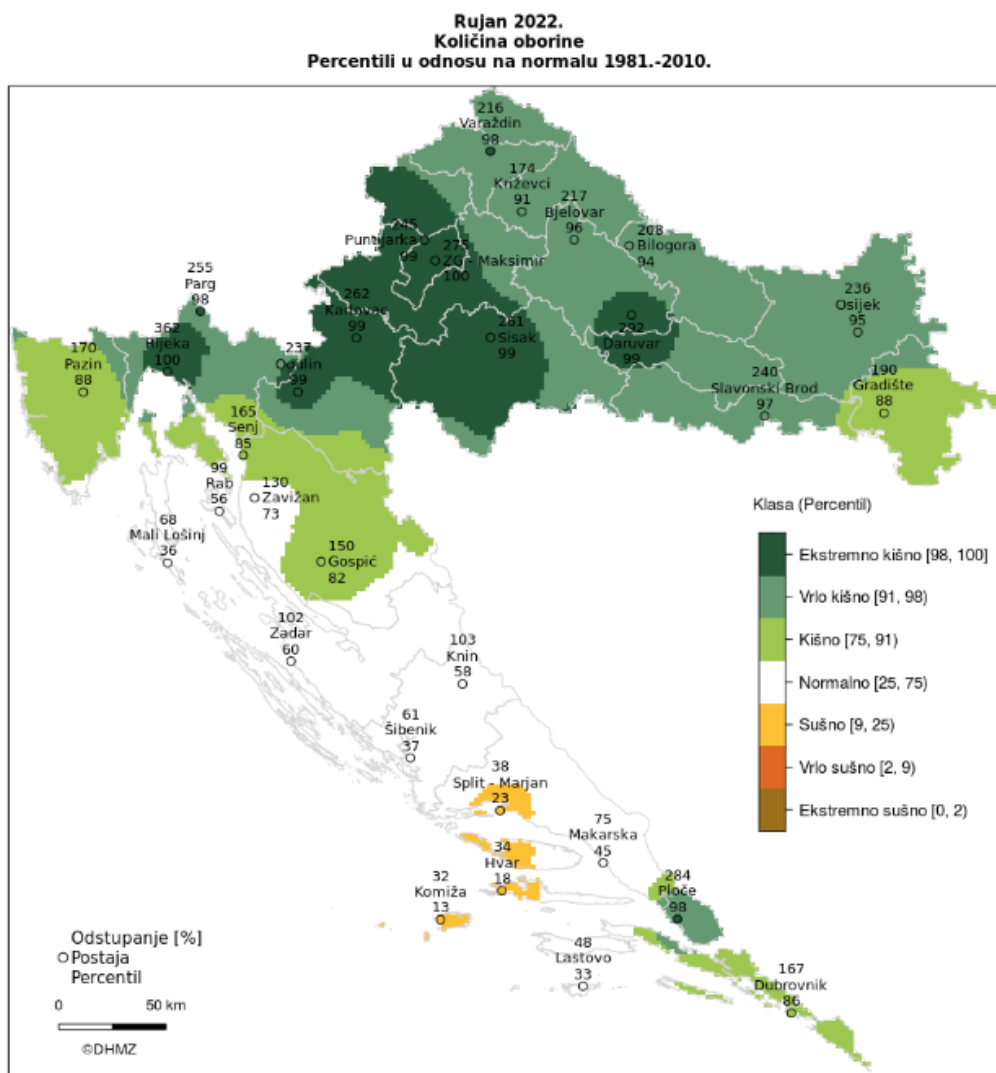 Rujan 2022.
Količina oborine
Percentili u odnosu na normalu 1981.-2010.
216
Varaždin
98
174
Križevci
91
217
Bjelovar
96
245
Puntijarka
99
275
ZG - Maksimir
100
208
Bilogora
94
255
Parg
98
262
Karlovac
99
236
Osijek
95
362
Rijeka
100
261
Sisak
99
292
Daruvar
99
170
Pazin
88
237
Ogulin
99
240
Slavonski Brod
97
190
Gradište
88
165
Senj
85
99
Rab
56
130
Zavižan
73
68
Mali Lošinj
36
150
Gospić
82
102
Zadar
60
103
Knin
58
61
Šibenik
37
38
Split - Marjan
23
75
Makarska
45
34
Hvar
18
32
Komiža
13
284
Ploče
98
48
Lastovo
33
167
Dubrovnik
86
Klasa (Percentil)
Ekstremno kišno [98, 100]
Vrlo kišno [91, 98)
Kišno [75, 91)
Normalno [25, 75)
Sušno [9, 25)
Vrlo sušno [2, 9)
Ekstremno sušno [0, 2)
Odstupanje [%]
Postaja
Percentil
0 50 km
©DHMZ